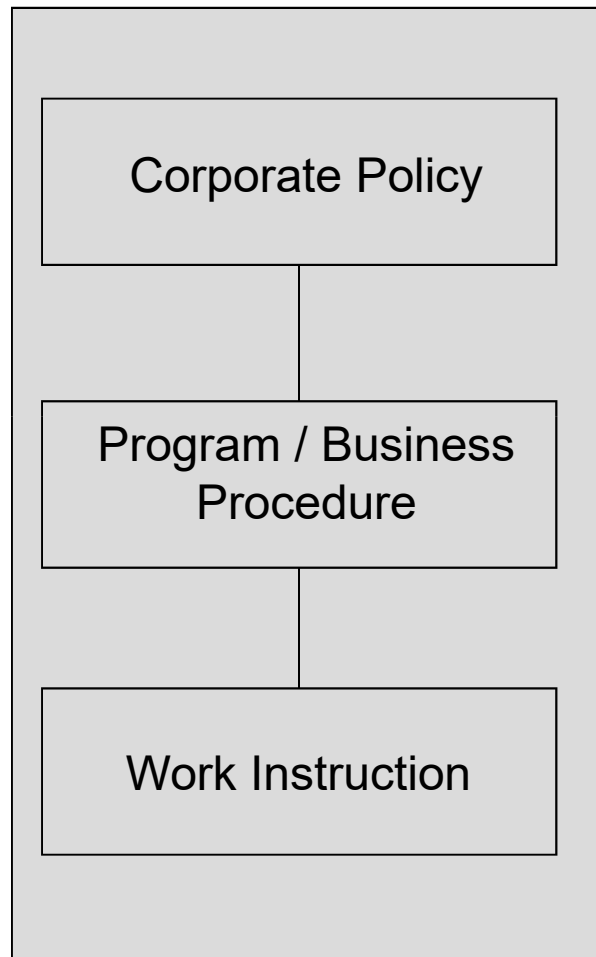 Corporate Policy
Program / Business
Procedure
Work Instruction